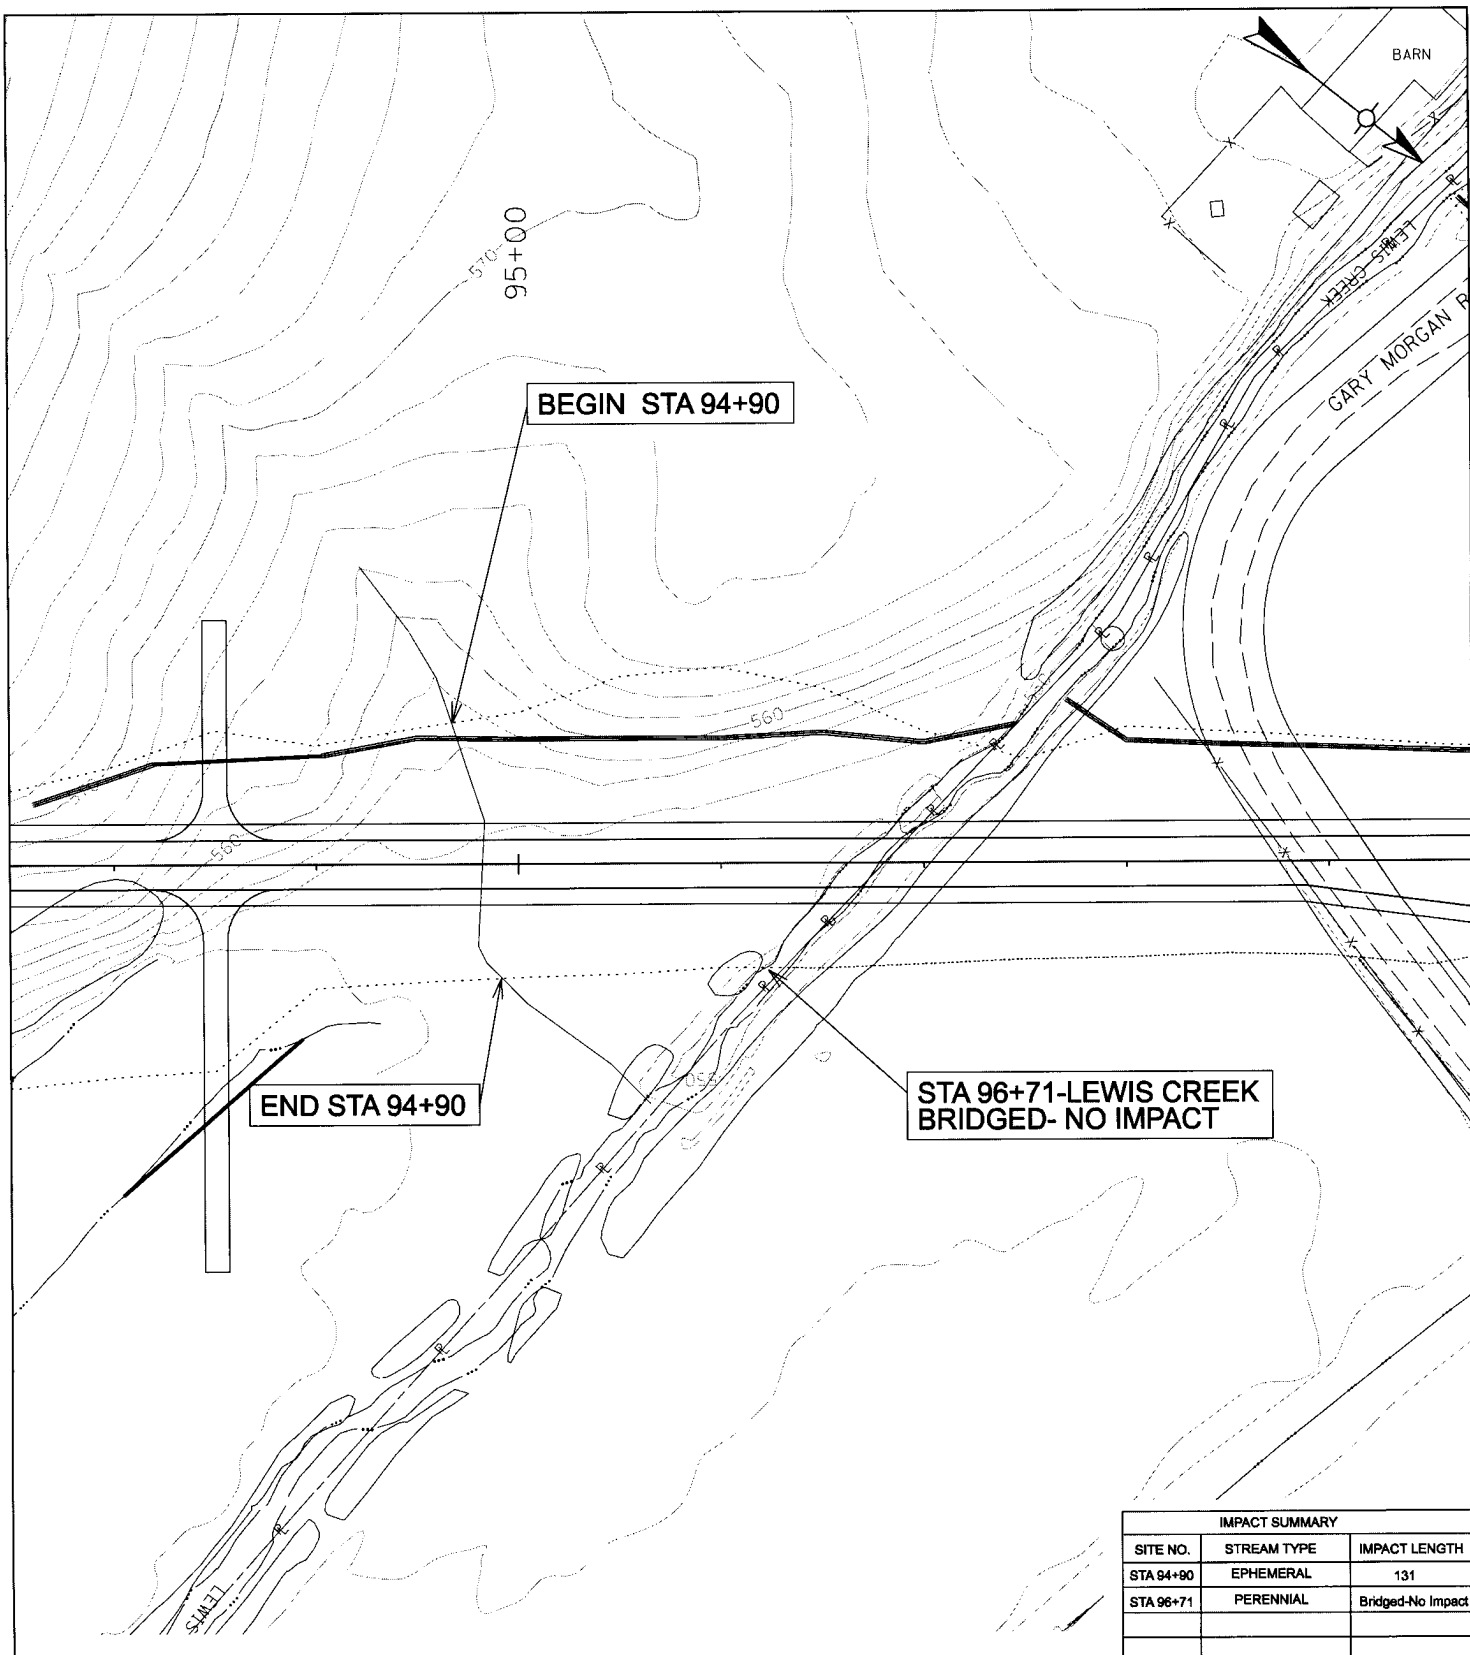 BARN
LEWIS CREEK
GARY MORGAN R
570
95+00
BEGIN STA 94+90
560
560
550
END STA 94+90
STA 96+71-LEWIS CREEK
BRIDGED- NO IMPACT
LEWIS
IMPACT SUMMARY
SITE NO. STREAM TYPE IMPACT LENGTH
STA 94+90 EPHEMERAL 131
STA 96+71 PERENNIAL Bridged-No Impact